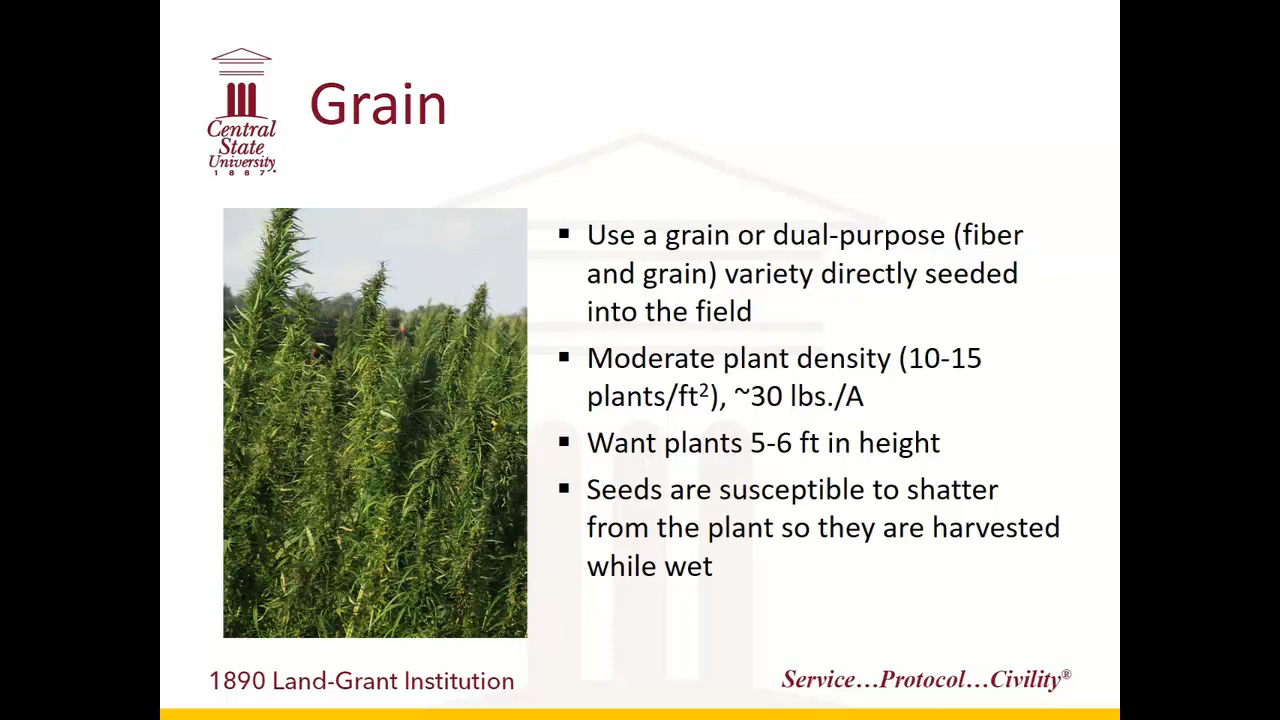 Central
State
University
1887
Grain
▪ Use a grain or dual-purpose (fiber
and grain) variety directly seeded
into the field
▪ Moderate plant density (10-15
plants/ft²), ~30 lbs./A
▪ Want plants 5-6 ft in height
▪ Seeds are susceptible to shatter
from the plant so they are harvested
while wet
1890 Land-Grant Institution
Service…Protocol…Civility®